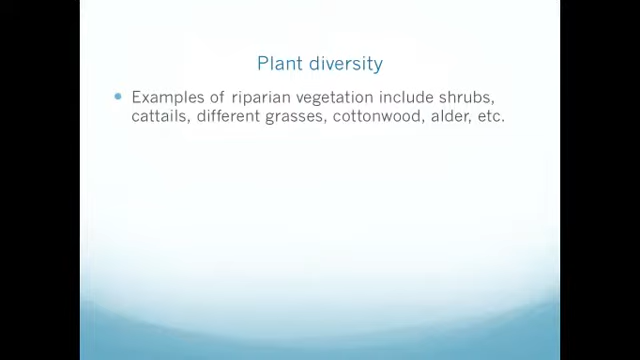 Plant diversity
Examples of riparian vegetation include shrubs,
cattails, different grasses, cottonwood, alder, etc.